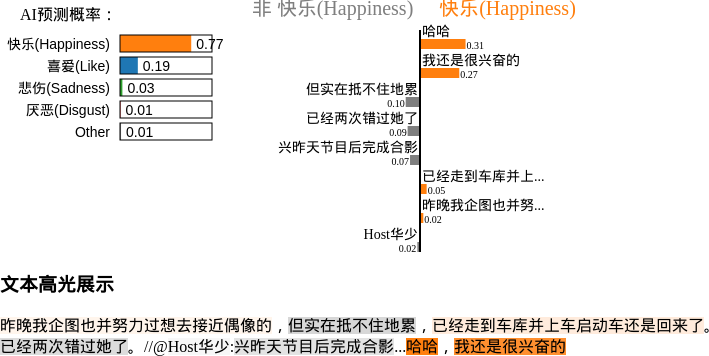 AI预测概率：
快乐(Happiness) 0.77
喜爱(Like) 0.19
悲伤(Sadness) 0.03
厌恶(Disgust) 0.01
Other 0.01
非 快乐(Happiness) 快乐(Happiness)
哈哈
0.31
我还是很兴奋的
0.27
但实在抵不住地累
0.10
已经两次错过她了
0.09
兴昨天节目后完成合影
0.07
已经走到车库并上...
0.05
昨晚我企图也并努...
0.02
Host华少
0.02
文本高光展示
昨晚我企图也并努力过想去接近偶像的，但实在抵不住地累，已经走到车库并上车启动车还是回来了。
已经两次错过她了。//@Host华少:兴昨天节目后完成合影...哈哈，我还是很兴奋的